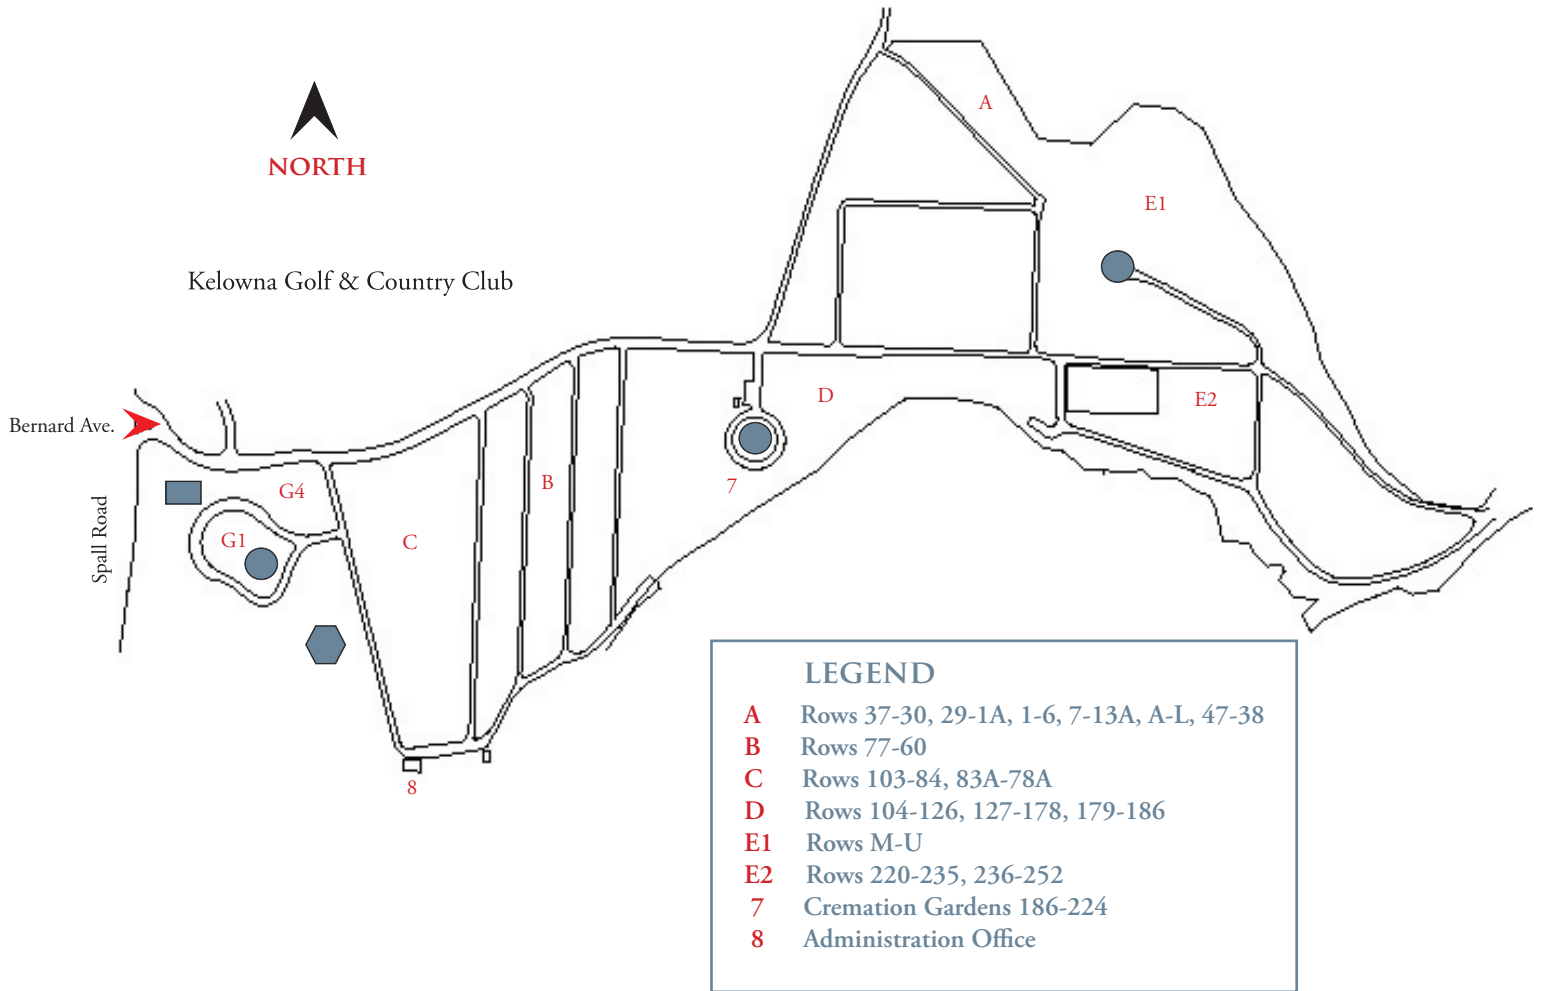 A
NORTH
E1
Kelowna Golf & Country Club
D
E2
Bernard Ave.
B
7
G4
G1
C
Spall Road
8
LEGEND
A Rows 37-30, 29-1A, 1-6, 7-13A, A-L, 47-38
B Rows 77-60
C Rows 103-84, 83A-78A
D Rows 104-126, 127-178, 179-186
E1 Rows M-U
E2 Rows 220-235, 236-252
7 Cremation Gardens 186-224
8 Administration Office